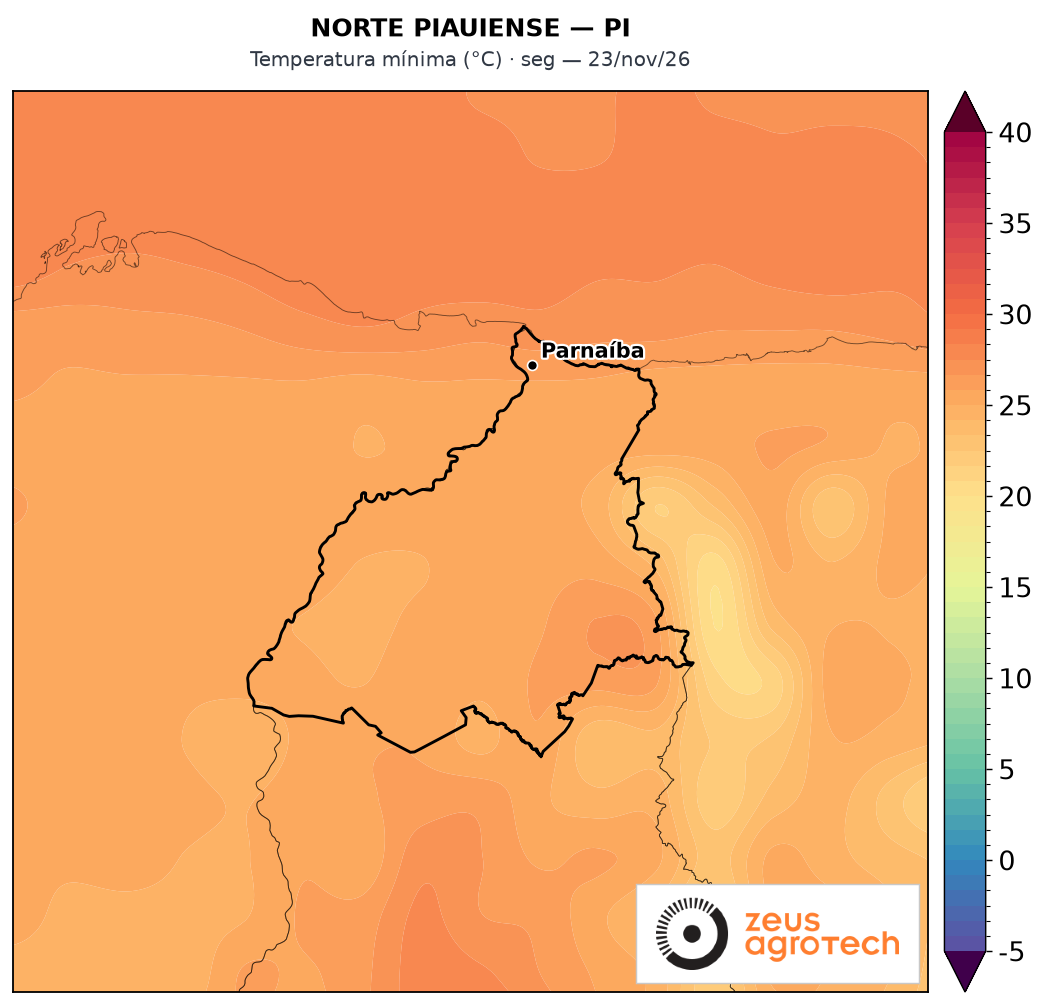 NORTE PIAUIENSE — PI
Temperatura mínima (°C) · seg — 23/nov/26
40
35
30
25
20
15
10
5
0
-5
Parnaíba
zeus
agrotech